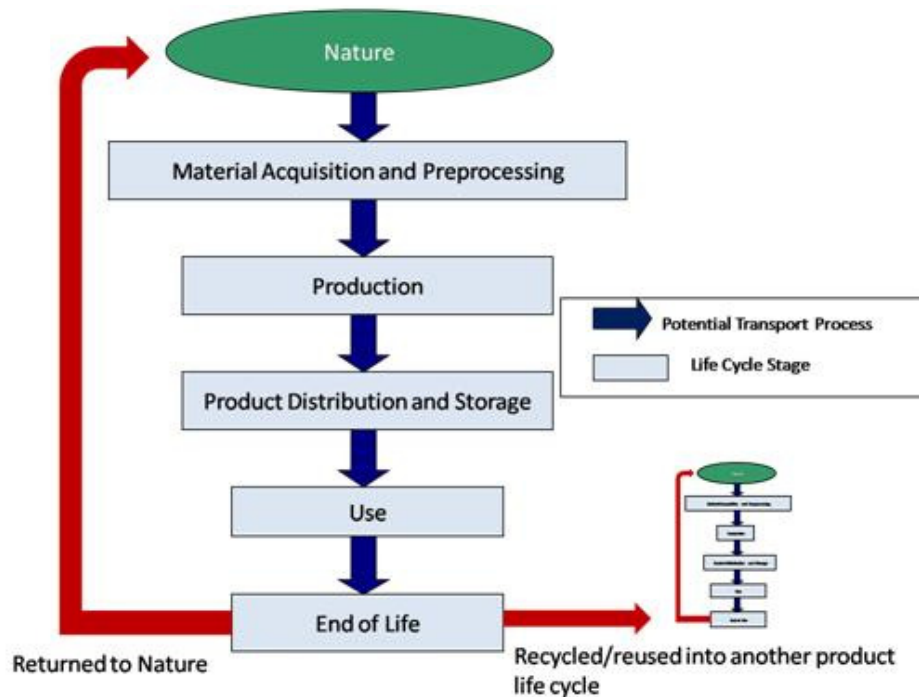 Nature
Material Acquisition and Preprocessing
Production
Potential Transport Process
Life Cycle Stage
Product Distribution and Storage
Use
End of Life
Returned to Nature
Recycled/reused into another product
life cycle